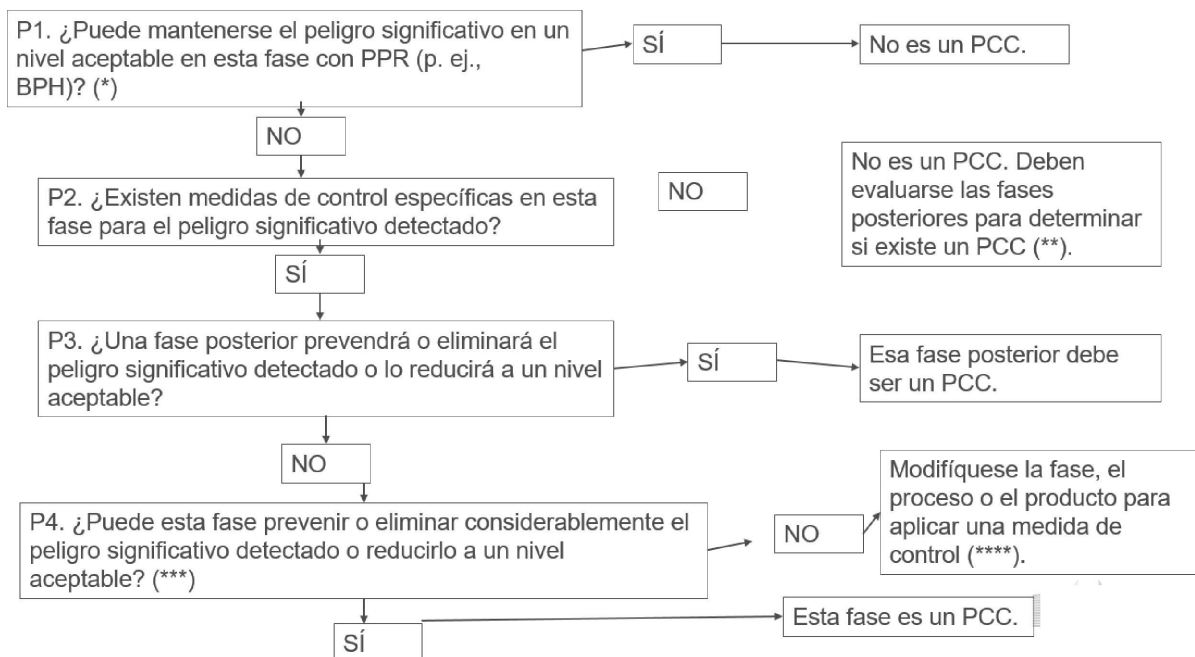 P1. ¿Puede mantenerse el peligro significativo en un
nivel aceptable en esta fase con PPR (p. ej.,
BPH)? (*)
SÍ
No es un PCC.
NO
P2. ¿Existen medidas de control específicas en esta
fase para el peligro significativo detectado?
NO
No es un PCC. Deben
evaluarse las fases
posteriores para determinar
si existe un PCC (**).
SÍ
P3. ¿Una fase posterior prevendrá o eliminará el
peligro significativo detectado o lo reducirá a un nivel
aceptable?
SÍ
Esa fase posterior debe
ser un PCC.
NO
P4. ¿Puede esta fase prevenir o eliminar considerablemente el
peligro significativo detectado o reducirlo a un nivel
aceptable? (***)
NO
Modifíquese la fase, el
proceso o el producto para
aplicar una medida de
control (****).
SÍ
Esta fase es un PCC.